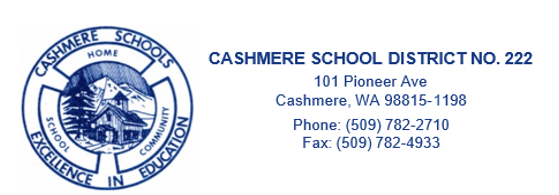 CASHMERE SCHOOLS
HOME
SCHOOL
COMMUNITY
EXCELLENCE IN EDUCATION
CASHMERE SCHOOL DISTRICT NO. 222
101 Pioneer Ave
Cashmere, WA 98815-1198
Phone: (509) 782-2710
Fax: (509) 782-4933